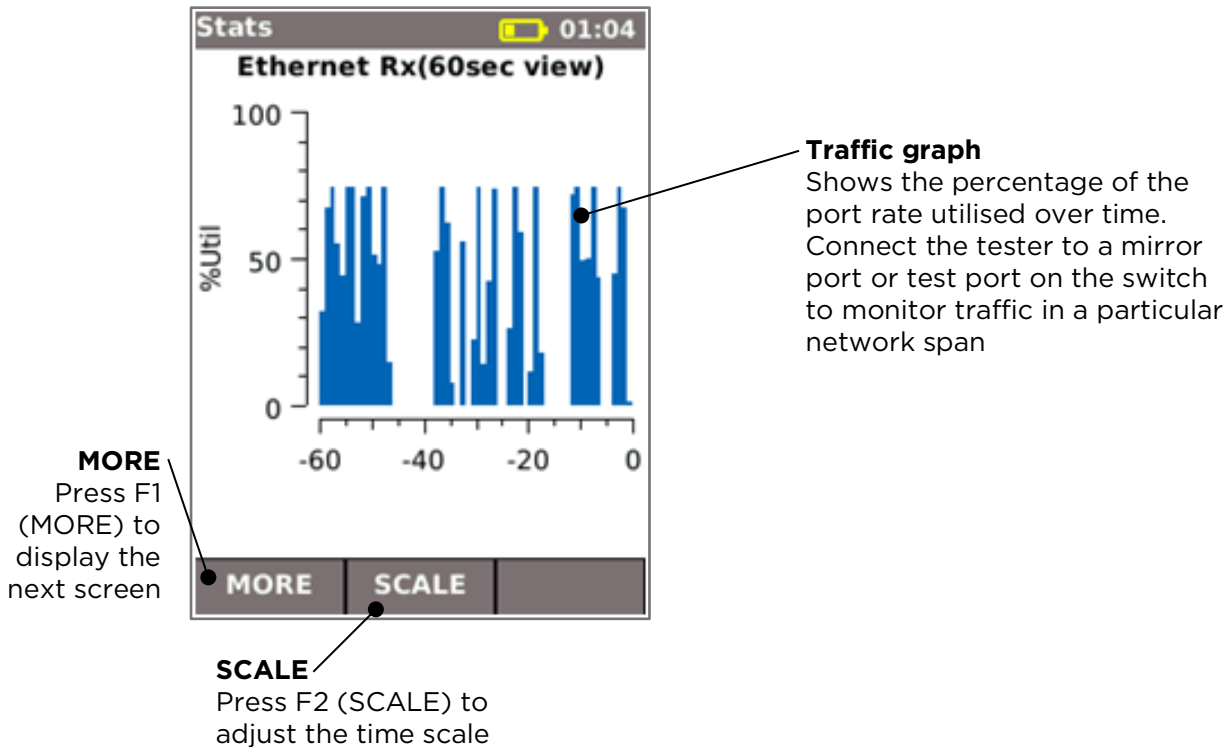 Stats 01:04
Ethernet Rx(60sec view)
100
50
0
%Util
-60 -40 -20 0
MORE SCALE
Traffic graph
Shows the percentage of the
port rate utilised over time.
Connect the tester to a mirror
port or test port on the switch
to monitor traffic in a particular
network span
MORE
Press F1
(MORE) to
display the
next screen
SCALE
Press F2 (SCALE) to
adjust the time scale